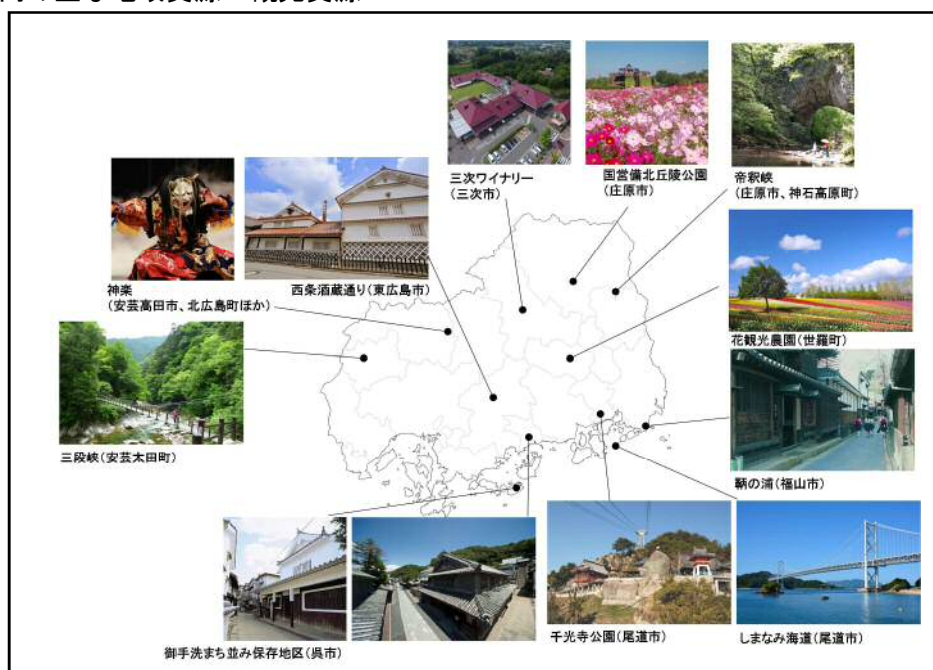 三次ワイナリー
(三次市)
国営備北丘陵公園
(庄原市)
帝釈峡
(庄原市、神石高原町)
神楽
(安芸高田市、北広島町ほか)
西条酒蔵通り(東広島市)
花観光農園(世羅町)
三段峡(安芸太田町)
鞆の浦(福山市)
御手洗まち並み保存地区(呉市)
千光寺公園(尾道市)
しまなみ海道(尾道市)